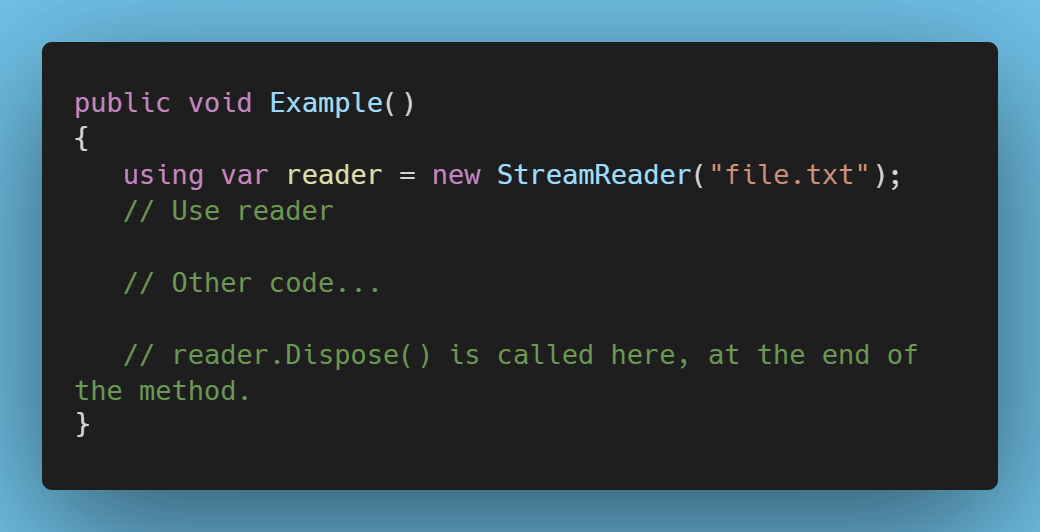 public void Example()
{
   using var reader = new StreamReader("file.txt");
   // Use reader
   // Other code...
   // reader.Dispose() is called here, at the end of
the method.
}